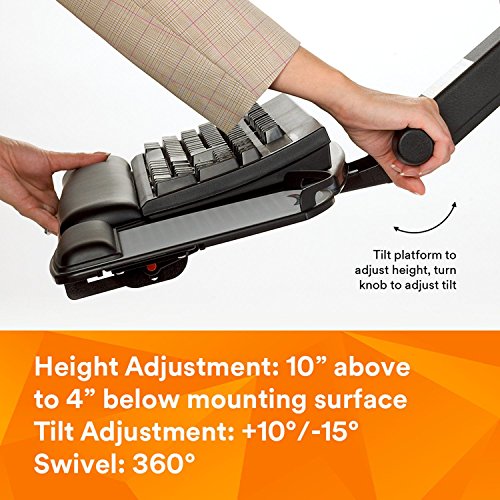 Tilt platform to
adjust height, turn
knob to adjust tilt
Height Adjustment: 10” above
to 4” below mounting surface
Tilt Adjustment: +10°/-15°
Swivel: 360°